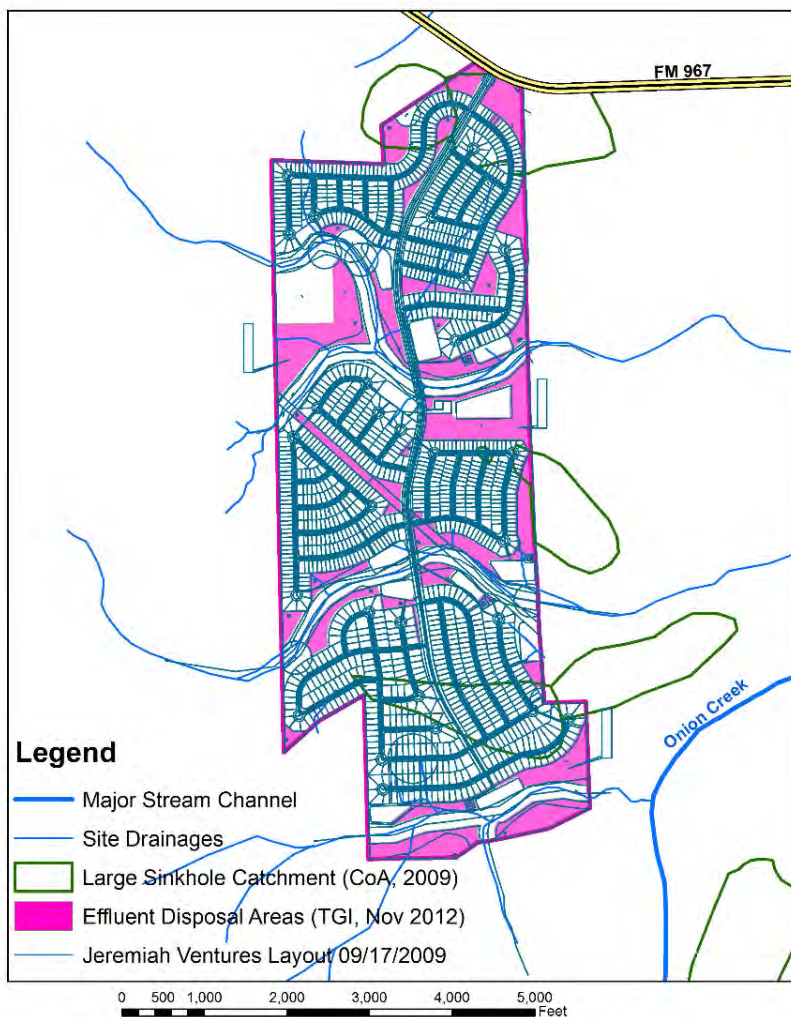 FM 967
Onion Creek
Legend
Major Stream Channel
Site Drainages
Large Sinkhole Catchment (CoA, 2009)
Effluent Disposal Areas (TGI, Nov 2012)
Jeremiah Ventures Layout 09/17/2009
0 500 1,000 2,000 3,000 4,000 5,000
Feet